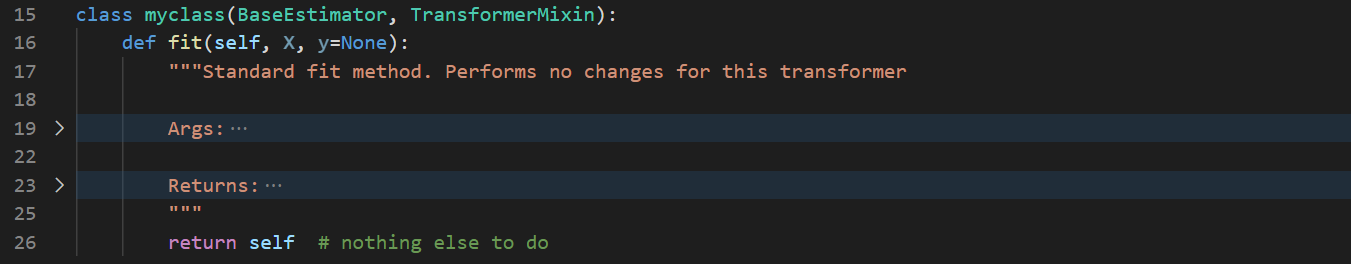 15 class myclass(BaseEstimator, TransformerMixin):
16 def fit(self, X, y=None):
17 """Standard fit method. Performs no changes for this transformer
18
19 > Args:···
22
23 > Returns:···
25 """
26 return self  # nothing else to do